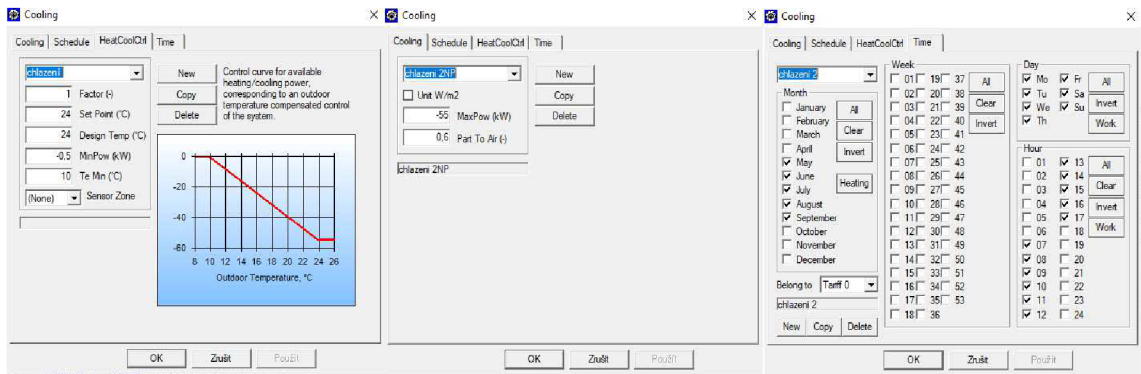 Cooling
Cooling Schedule HeatCoolCtrl Time
chlazeni
New
Copy
Delete
1 Factor (-)
24 Set Point (°C)
24 Design Temp (°C)
-0.5 MinPow (kW)
10 Te Min (°C)
(None) Sensor Zone
Control curve for available
heating/cooling power,
corresponding to an outdoor
temperature compensated control
of the system.
0
-20
-40
-60
8 10 12 14 16 18 20 22 24 26
Outdoor Temperature, °C
OK Zrušit Použít
Cooling
Cooling Schedule HeatCoolCtrl Time
chlazeni 2NP
New
Copy
Delete
Unit W/m2
-55 MaxPow (kW)
0,6 Part To Air (-)
chlazeni 2NP
OK Zrušit Použít
Cooling
Cooling Schedule HeatCoolCtrl Time
chlazeni 2
Month
January
February
March
April
May
June
July
August
September
October
November
December
All
Clear
Invert
Heating
Belong to Tariff 0
chlazeni 2
New Copy Delete
Week
01 19 37
02 20 38
03 21 39
04 22 40
05 23 41
06 24 42
07 25 43
08 26 44
09 27 45
10 28 46
11 29 47
12 30 48
13 31 49
14 32 50
15 33 51
16 34 52
17 35 53
18 36
All
Clear
Invert
Day
Mo Fr
Tu Sa
We Su
Th
All
Invert
Work
Hour
01 13
02 14
03 15
04 16
05 17
06 18
07 19
08 20
09 21
10 22
11 23
12 24
All
Clear
Invert
Work
OK Zrušit Použít